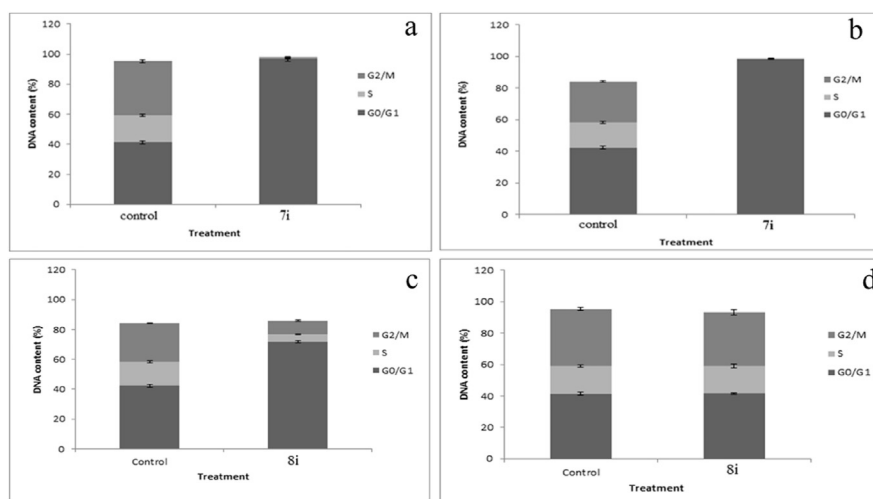 a
120
100
80
60
40
20
0
DNA content (%)
control
7i
Treatment
G2/M
S
G0/G1
b
120
100
80
60
40
20
0
DNA content (%)
control
7i
Treatment
G2/M
S
G0/G1
c
120
100
80
60
40
20
0
DNA content (%)
Control
8i
Treatment
G2/M
S
G0/G1
d
120
100
80
60
40
20
0
DNA content (%)
Control
8i
Treatment
G2/M
S
G0/G1